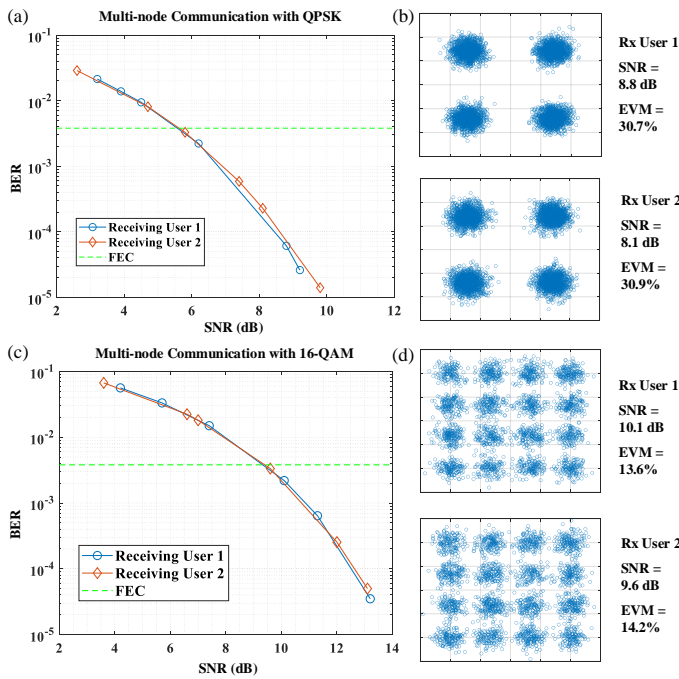 (a)
Multi-node Communication with QPSK
10^-1
10^-2
10^-3
10^-4
10^-5
BER
2 4 6 8 10 12
SNR (dB)
Receiving User 1
Receiving User 2
FEC
(b)
Rx User 1
SNR =
8.8 dB
EVM =
30.7%
Rx User 2
SNR =
8.1 dB
EVM =
30.9%
(c)
Multi-node Communication with 16-QAM
10^-1
10^-2
10^-3
10^-4
10^-5
BER
2 4 6 8 10 12 14
SNR (dB)
Receiving User 1
Receiving User 2
FEC
(d)
Rx User 1
SNR =
10.1 dB
EVM =
13.6%
Rx User 2
SNR =
9.6 dB
EVM =
14.2%